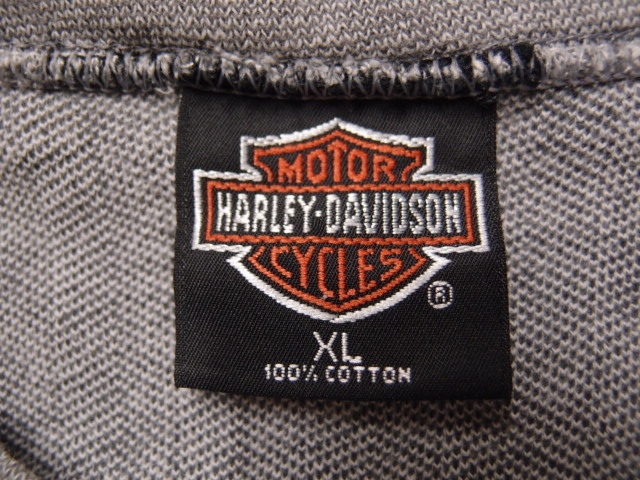 MOTOR
HARLEY-DAVIDSON
CYCLES
®
XL
100% COTTON